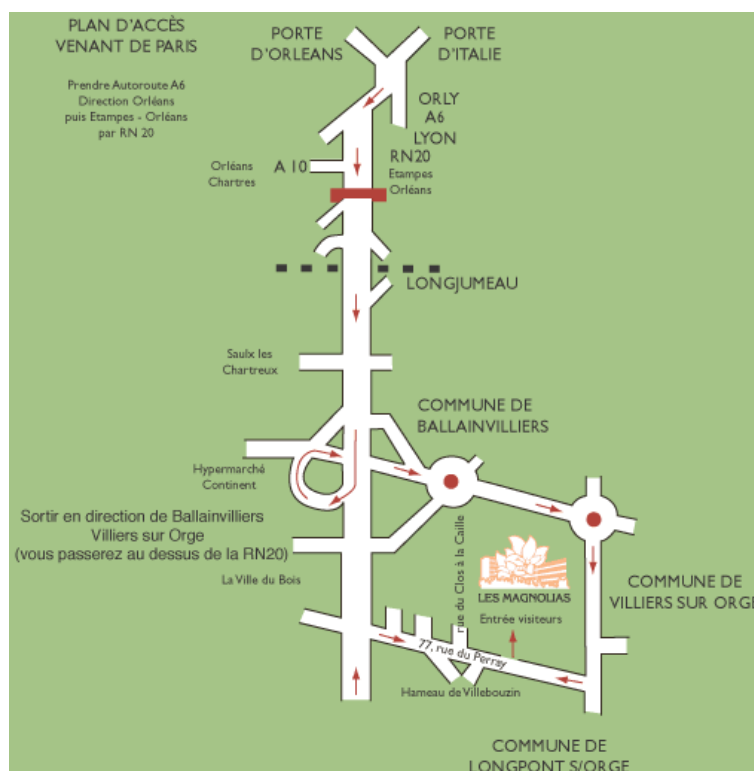 PLAN D'ACCÈS
VENANT DE PARIS
Prendre Autoroute A6
Direction Orléans
puis Etampes - Orléans
par RN 20
PORTE
D'ORLEANS
PORTE
D'ITALIE
ORLY
A6
LYON
RN20
Etampes
Orléans
Orléans
Chartres
A 10
LONGJUMEAU
Saulx les
Chartreux
COMMUNE DE
BALLAINVILLIERS
Hypermarché
Continent
Sortir en direction de Ballainvilliers
Villiers sur Orge
(vous passerez au dessus de la RN20)
La Ville du Bois
rue du Clos à la Caille
LES MAGNOLIAS
Entrée visiteurs
COMMUNE DE
VILLIERS SUR ORGE
77, rue du Perray
Hameau de Villebouzin
COMMUNE DE
LONGPONT S/ORGE